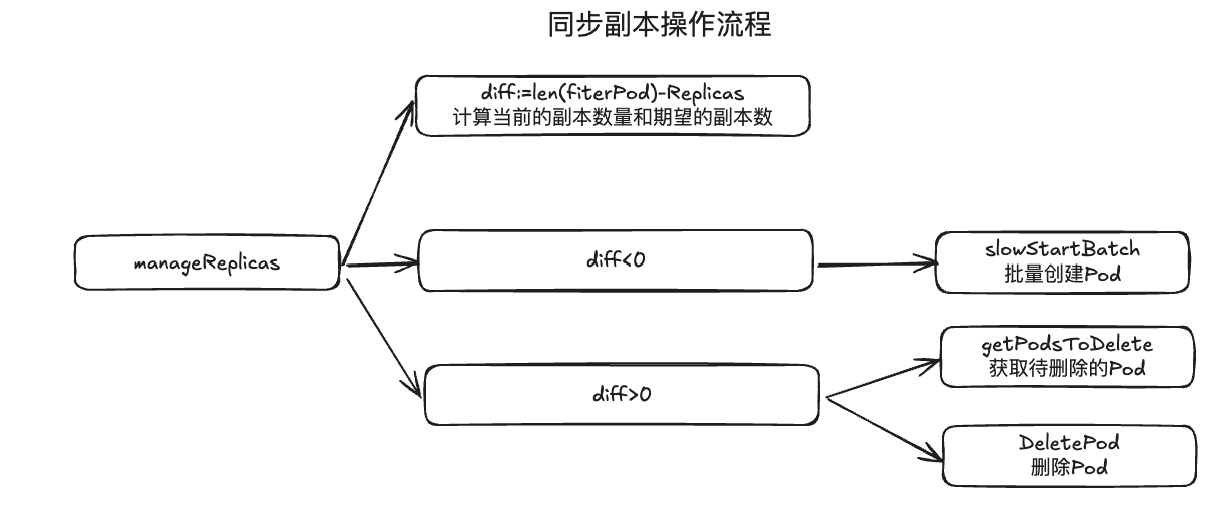 同步副本操作流程
diff:=len(fiterPod)-Replicas
计算当前的副本数量和期望的副本数
manageReplicas
diff<0
slowStartBatch
批量创建Pod
diff>0
getPodsToDelete
获取待删除的Pod
DeletePod
删除Pod